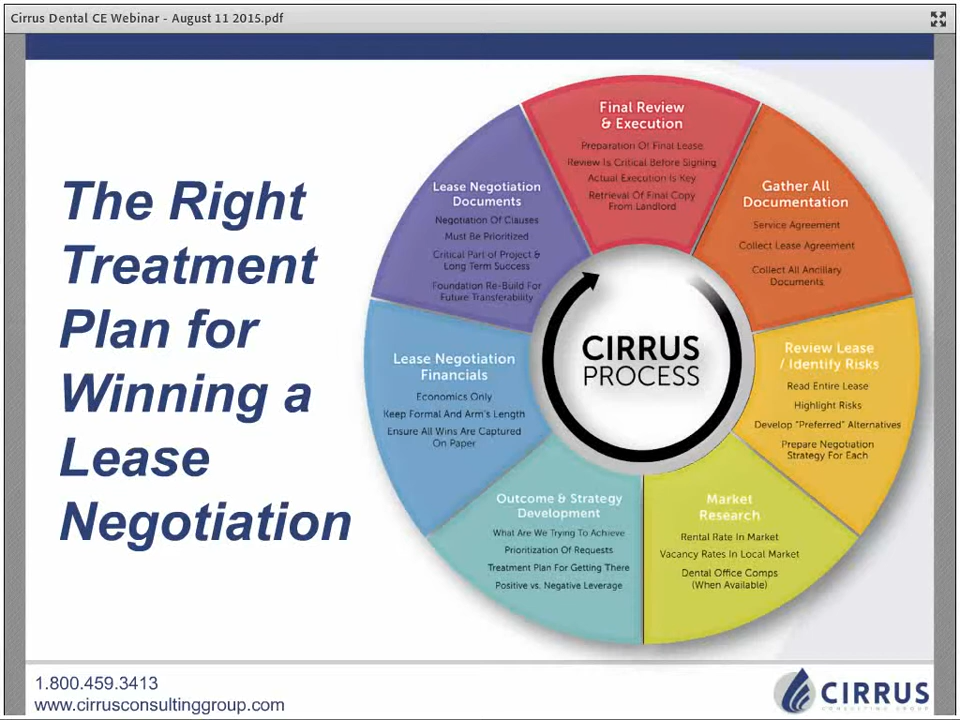 Cirrus Dental CE Webinar - August 11 2015.pdf
The Right
Treatment
Plan for
Winning a
Lease
Negotiation
Final Review
& Execution
Preparation Of Final Lease
Review Is Critical Before Signing
Actual Execution Is Key
Retrieval Of Final Copy
From Landlord
Gather All
Documentation
Service Agreement
Collect Lease Agreement
Collect All Ancillary
Documents
Review Lease
/ Identify Risks
Read Entire Lease
Highlight Risks
Develop "Preferred" Alternatives
Prepare Negotiation
Strategy For Each
Market
Research
Rental Rate In Market
Vacancy Rates In Local Market
Dental Office Comps
(When Available)
Outcome & Strategy
Development
What Are We Trying To Achieve
Prioritization Of Requests
Treatment Plan For Getting There
Positive vs. Negative Leverage
Lease Negotiation
Financials
Economics Only
Keep Formal And Arm's Length
Ensure All Wins Are Captured
On Paper
Lease Negotiation
Documents
Negotiation Of Clauses
Must Be Prioritized
Critical Part of Project &
Long Term Success
Foundation Re-Build For
Future Transferability
CIRRUS
PROCESS
1.800.459.3413
www.cirrusconsultinggroup.com
CIRRUS
CONSULTING GROUP